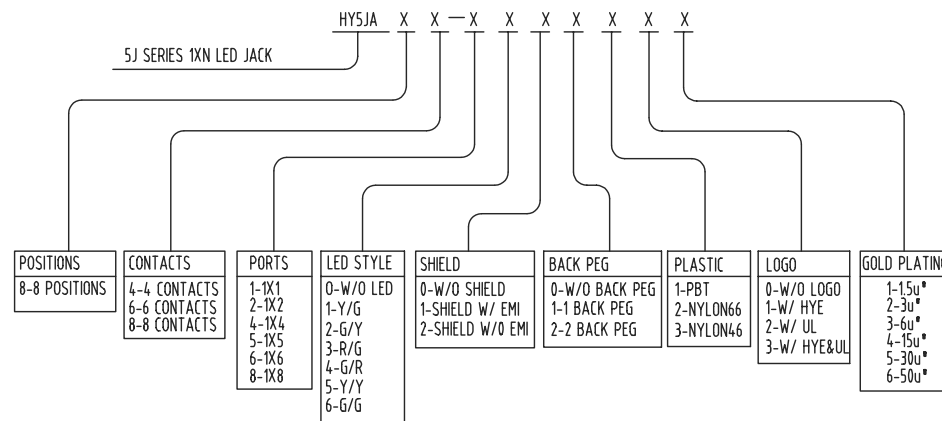 HY5JA X X-X X X X X X X
5J SERIES 1XN LED JACK
POSITIONS
8-8 POSITIONS
CONTACTS
4-4 CONTACTS
6-6 CONTACTS
8-8 CONTACTS
PORTS
1-1X1
2-1X2
4-1X4
5-1X5
6-1X6
8-1X8
LED STYLE
0-W/O LED
1-Y/G
2-G/Y
3-R/G
4-G/R
5-Y/Y
6-G/G
SHIELD
0-W/O SHIELD
1-SHIELD W/ EMI
2-SHIELD W/O EMI
BACK PEG
0-W/O BACK PEG
1-1 BACK PEG
2-2 BACK PEG
PLASTIC
1-PBT
2-NYLON66
3-NYLON46
LOGO
0-W/O LOGO
1-W/ HYE
2-W/ UL
3-W/ HYE&UL
GOLD PLATING
1-1.5u"
2-3u"
3-6u"
4-15u"
5-30u"
6-50u"